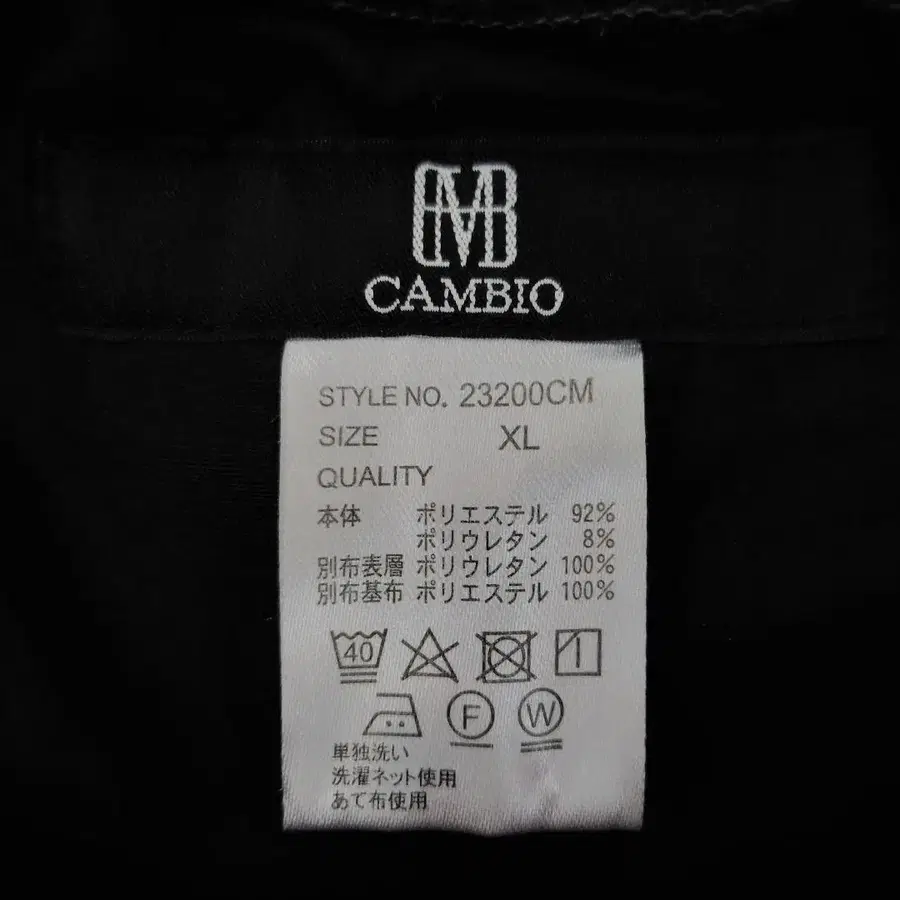 CAMBIO
STYLE NO. 23200CM
SIZE XL
QUALITY
本体 ポリエステル 92%
ポリウレタン 8%
別布表層 ポリウレタン 100%
別布基布 ポリエステル 100%
40
F W
単独洗い
洗濯ネット使用
あて布使用